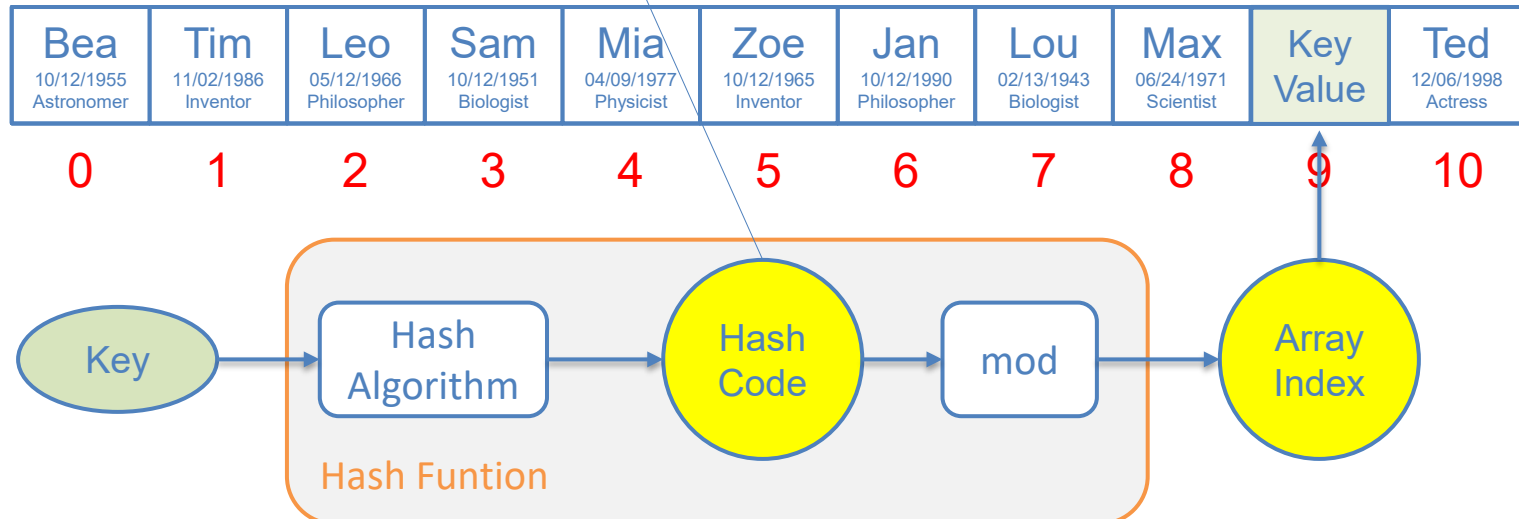 Bea Tim Leo Sam Mia Zoe Jan Lou Max Key Ted
10/12/1955 11/02/1986 05/12/1966 10/12/1951 04/09/1977 10/12/1965 10/12/1990 02/13/1943 06/24/1971 Value 12/06/1998
Astronomer Inventor Philosopher Biologist Physicist Inventor Philosopher Biologist Scientist Actress
0 1 2 3 4 5 6 7 8 9 10
Key
Hash
Algorithm
Hash
Code
mod
Array
Index
Hash Funtion